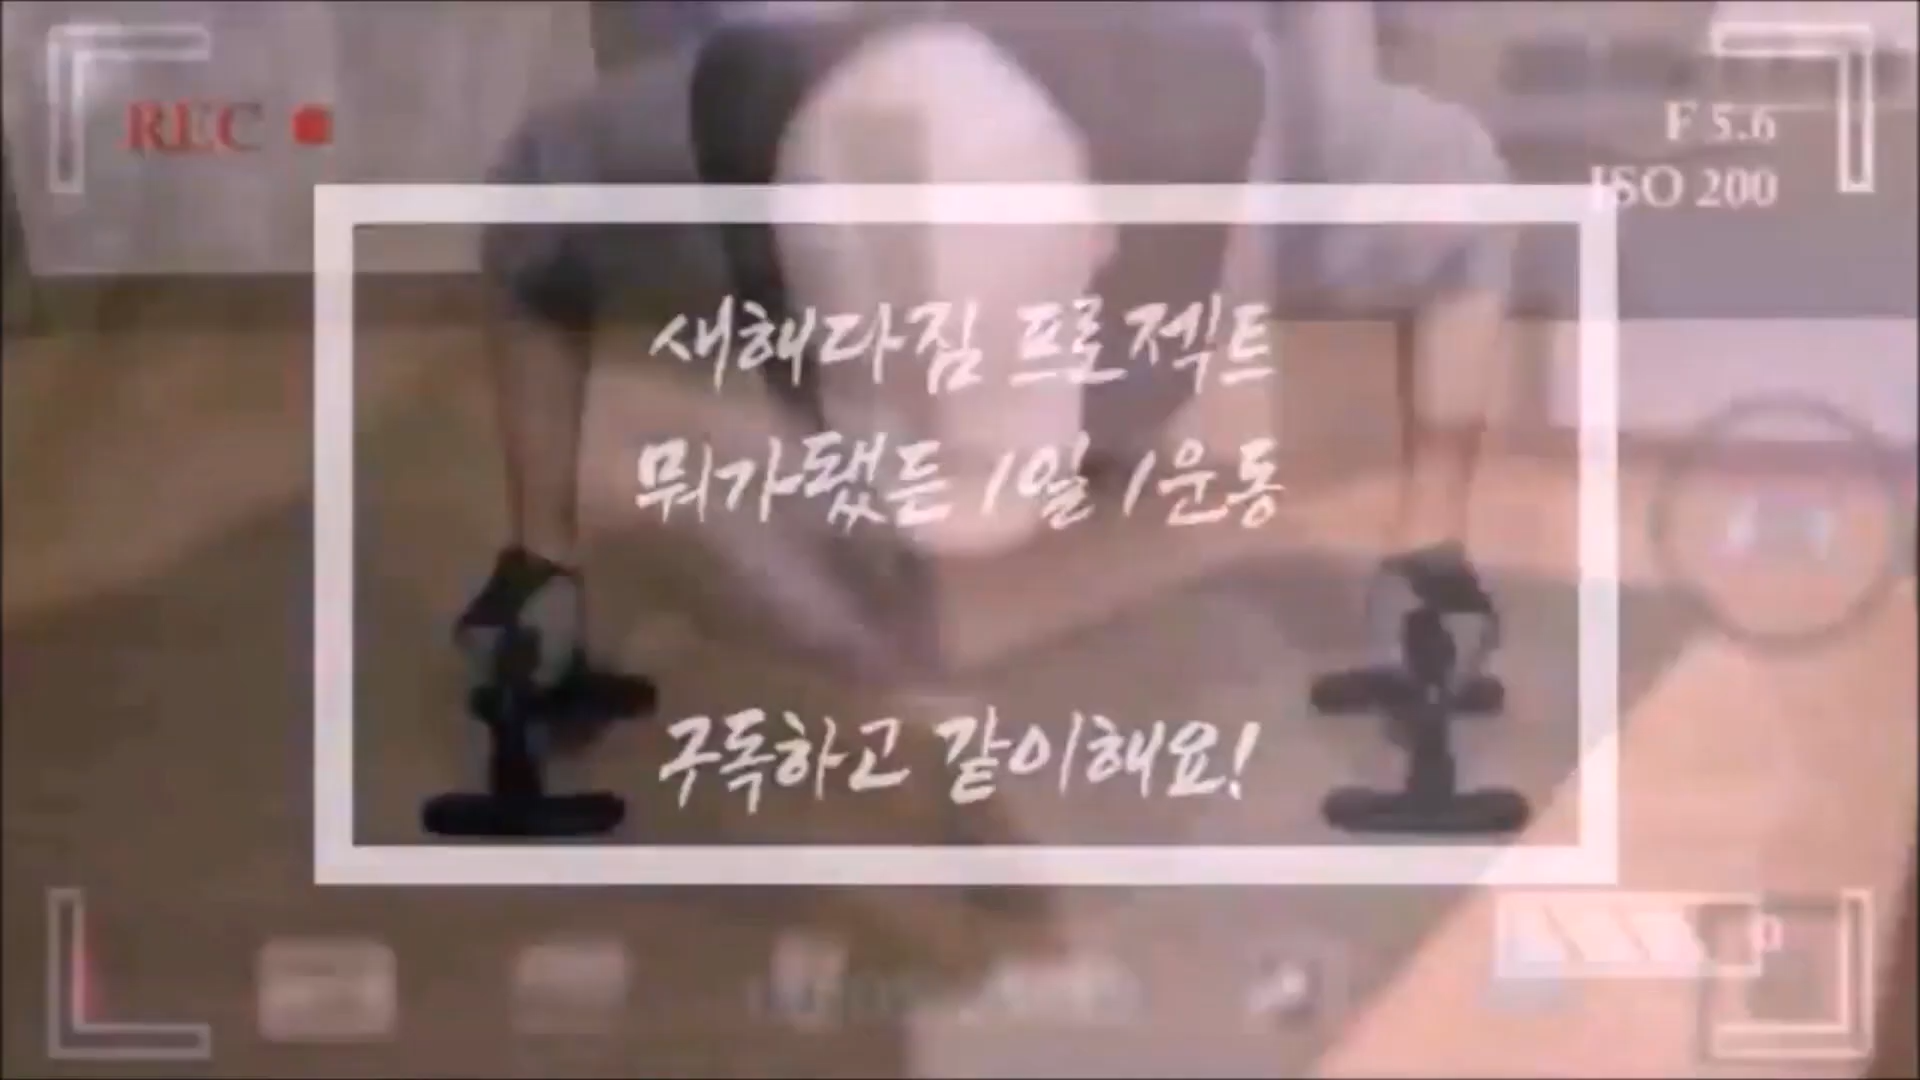 REC
F 5.6
ISO 200
새해다짐 프로젝트
뭐가됐든 1일 1운동
구독하고 같이해요!